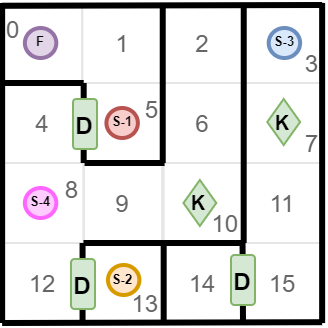 0 F 1 2 S-3 3
4 D S-1 5 6 K 7
S-4 8 9 K 10 11
12 D S-2 13 14 D 15